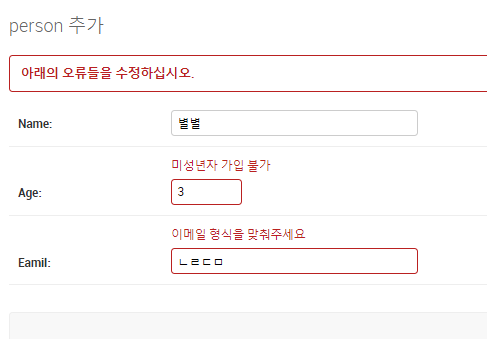 person 추가
아래의 오류들을 수정하십시오.
Name:
별별
미성년자 가입 불가
Age:
3
이메일 형식을 맞춰주세요
Eamil:
ㄴㄹㄷㅁ